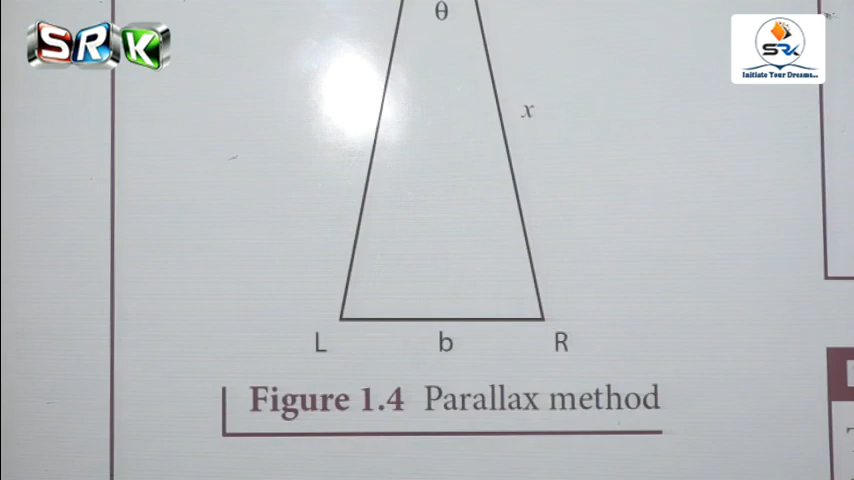 SRK
θ
SRK
Initiate Your Dreams...
x
L b R
Figure 1.4 Parallax method